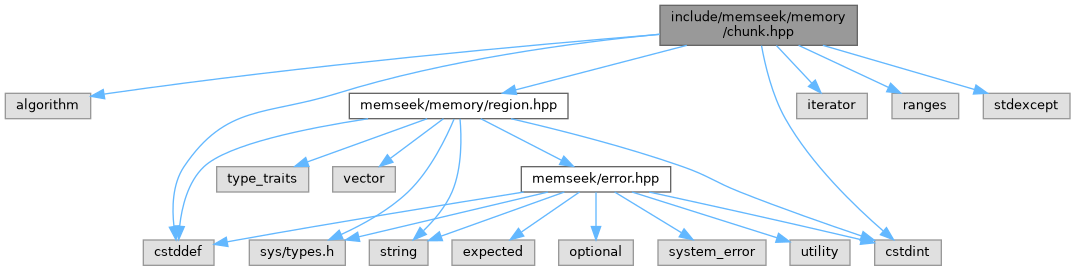 include/memseek/memory
/chunk.hpp
algorithm
memseek/memory/region.hpp
iterator
ranges
stdexcept
type_traits
vector
memseek/error.hpp
cstddef
sys/types.h
string
expected
optional
system_error
utility
cstdint